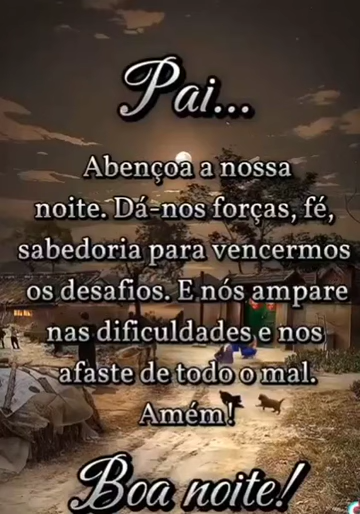 Pai...
Abençoa a nossa
noite. Dá-nos forças, fé,
sabedoria para vencermos
os desafios. E nós ampare
nas dificuldades e nos
afaste de todo o mal.
Amém!
Boa noite!